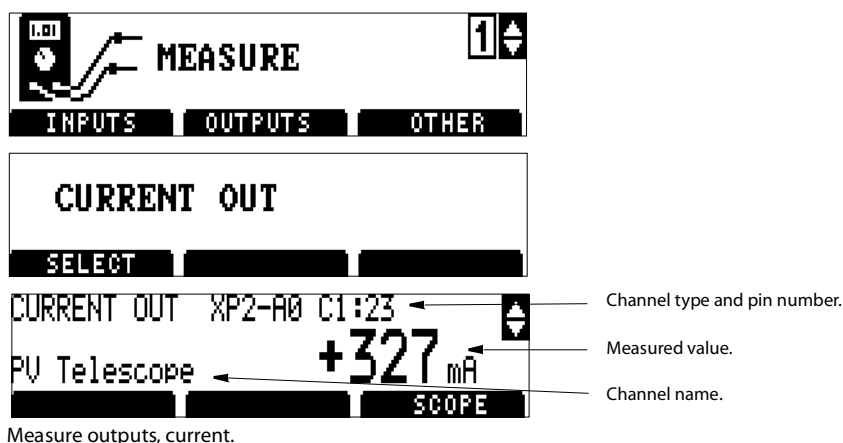 1.01
MEASURE
1
INPUTS OUTPUTS OTHER
CURRENT OUT
SELECT
CURRENT OUT XP2-A0 C1:23
Channel type and pin number.
+327 mA
Measured value.
PV Telescope
Channel name.
SCOPE
Measure outputs, current.